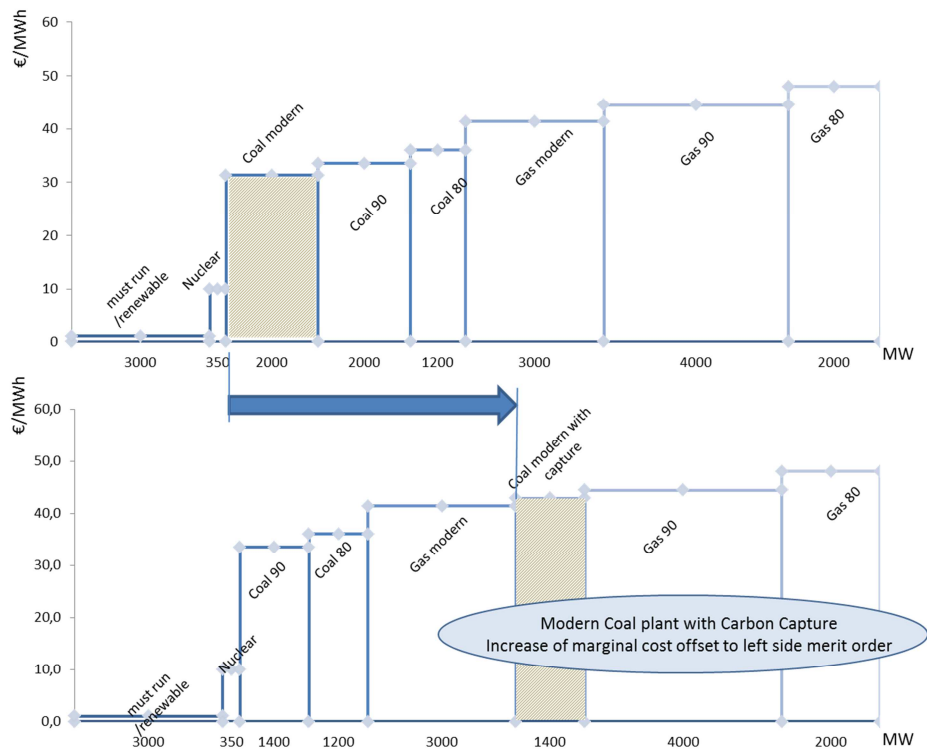 €/MWh
60
50
40
30
20
10
0
must run
/renewable
Nuclear
Coal modern
Coal 90
Coal 80
Gas modern
Gas 90
Gas 80
3000
350
2000
2000
1200
3000
4000
2000
MW
€/MWh
60,0
50,0
40,0
30,0
20,0
10,0
0,0
must run
/renewable
Nuclear
Coal 90
Coal 80
Gas modern
Coal modern with
capture
Gas 90
Gas 80
Modern Coal plant with Carbon Capture
Increase of marginal cost offset to left side merit order
3000
350
1400
1200
3000
1400
4000
2000
MW